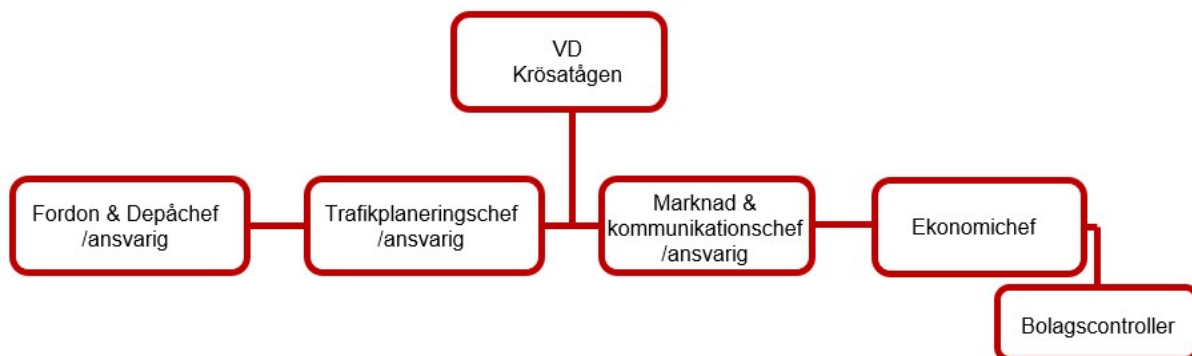 VD
Krösatågen
Fordon & Depåchef
/ansvarig
Trafikplaneringschef
/ansvarig
Marknad &
kommunikationschef
/ansvarig
Ekonomichef
Bolagscontroller